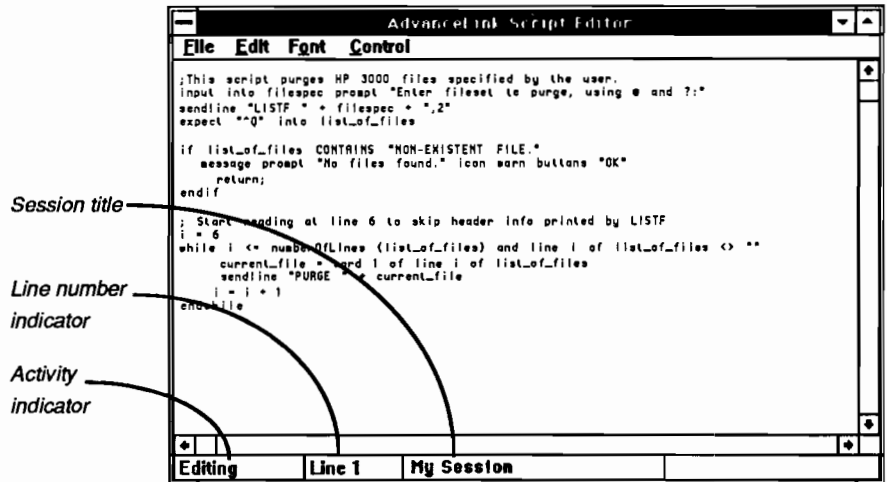 AdvanceLink Script Editor
File Edit Font Control
;This script purges HP 3000 files specified by the user.
input into filespec prompt "Enter fileset to purge, using @ and ?:"
sendline "LISTF " + filespec + ",2"
expect "^Q" into list_of_files
if list_of_files CONTAINS "NON-EXISTENT FILE."
message prompt "No files found." icon warn buttons "OK"
return;
endif
; Start reading at line 6 to skip header info printed by LISTF
i = 6
while i <= numberOfLines (list_of_files) and line i of list_of_files <> ""
current_file = word 1 of line i of list_of_files
sendline "PURGE " + current_file
i = i + 1
endwhile
Session title
Line number
indicator
Activity
indicator
Editing Line 1 My Session